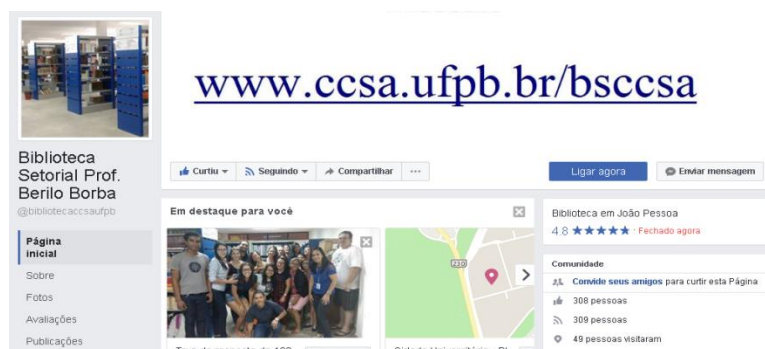 www.ccsa.ufpb.br/bsccsa
Biblioteca
Setorial Prof.
Berilo Borba
@bibliotecaccsaufpb
Página
inicial
Sobre
Fotos
Avaliações
Publicações
Curtiu
Seguindo
Compartilhar
Ligar agora
Enviar mensagem
Em destaque para você
230
Biblioteca em João Pessoa
4,8 · Fechado agora
Comunidade
Convide seus amigos para curtir esta Página
308 pessoas
309 pessoas
49 pessoas visitaram